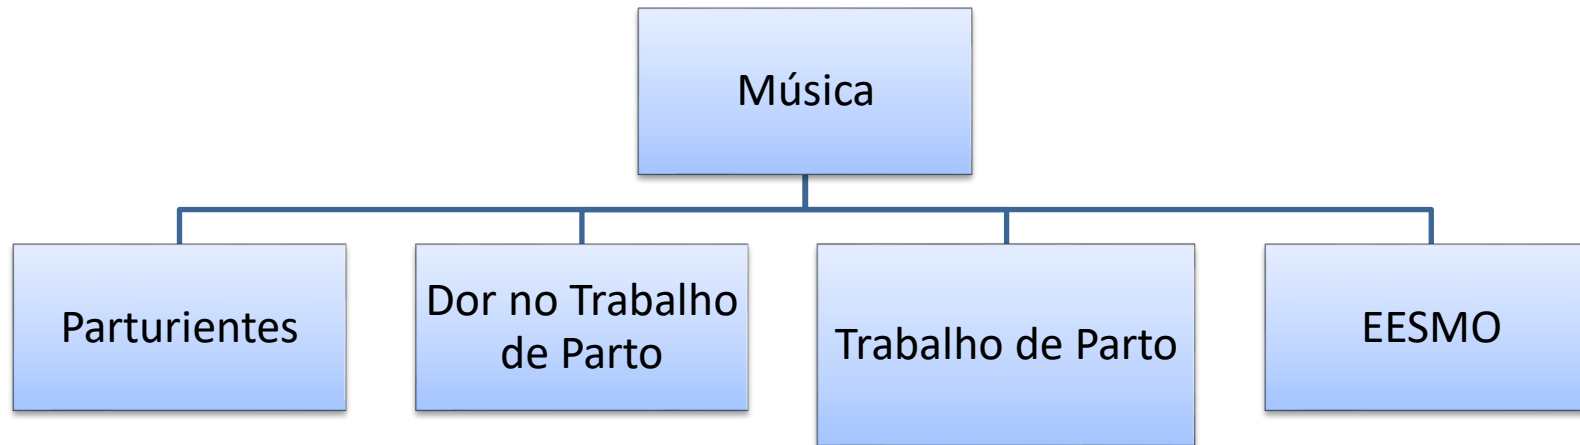 Música
Parturientes
Dor no Trabalho
de Parto
Trabalho de Parto
EESMO